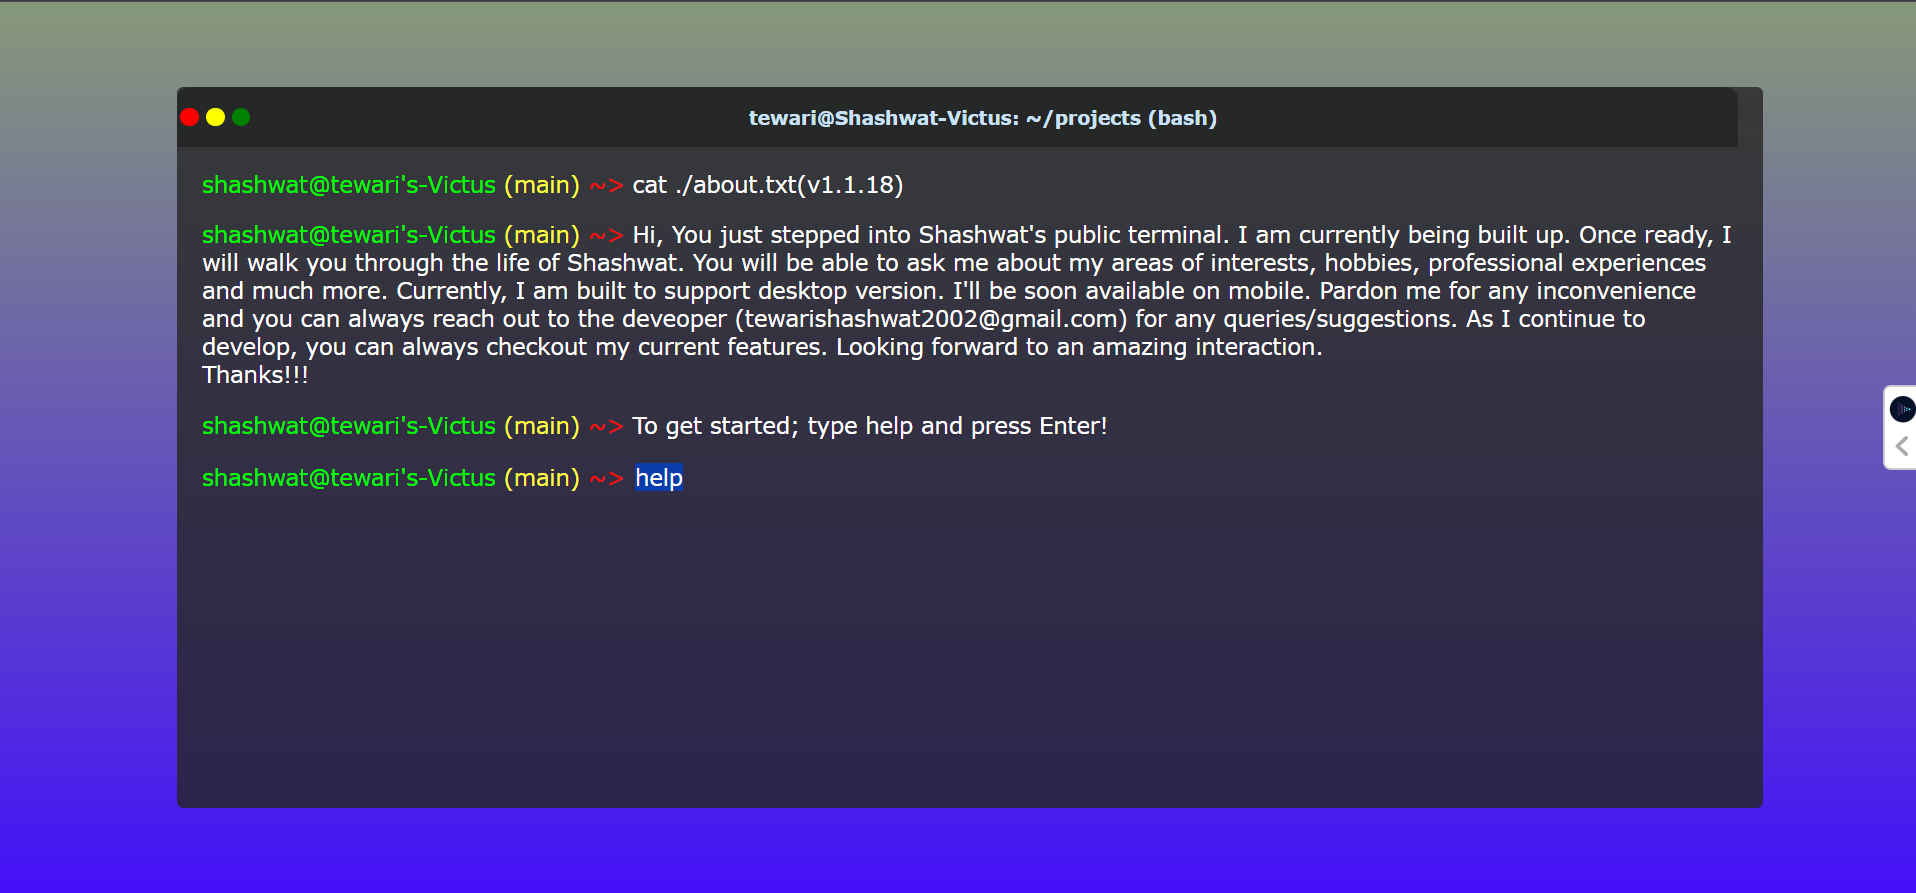 tewari@Shashwat-Victus: ~/projects (bash)
shashwat@tewari's-Victus (main) ~> cat ./about.txt(v1.1.18)
shashwat@tewari's-Victus (main) ~> Hi, You just stepped into Shashwat's public terminal. I am currently being built up. Once ready, I
will walk you through the life of Shashwat. You will be able to ask me about my areas of interests, hobbies, professional experiences
and much more. Currently, I am built to support desktop version. I'll be soon available on mobile. Pardon me for any inconvenience
and you can always reach out to the deveoper (tewarishashwat2002@gmail.com) for any queries/suggestions. As I continue to
develop, you can always checkout my current features. Looking forward to an amazing interaction.
Thanks!!!
shashwat@tewari's-Victus (main) ~> To get started; type help and press Enter!
shashwat@tewari's-Victus (main) ~> help